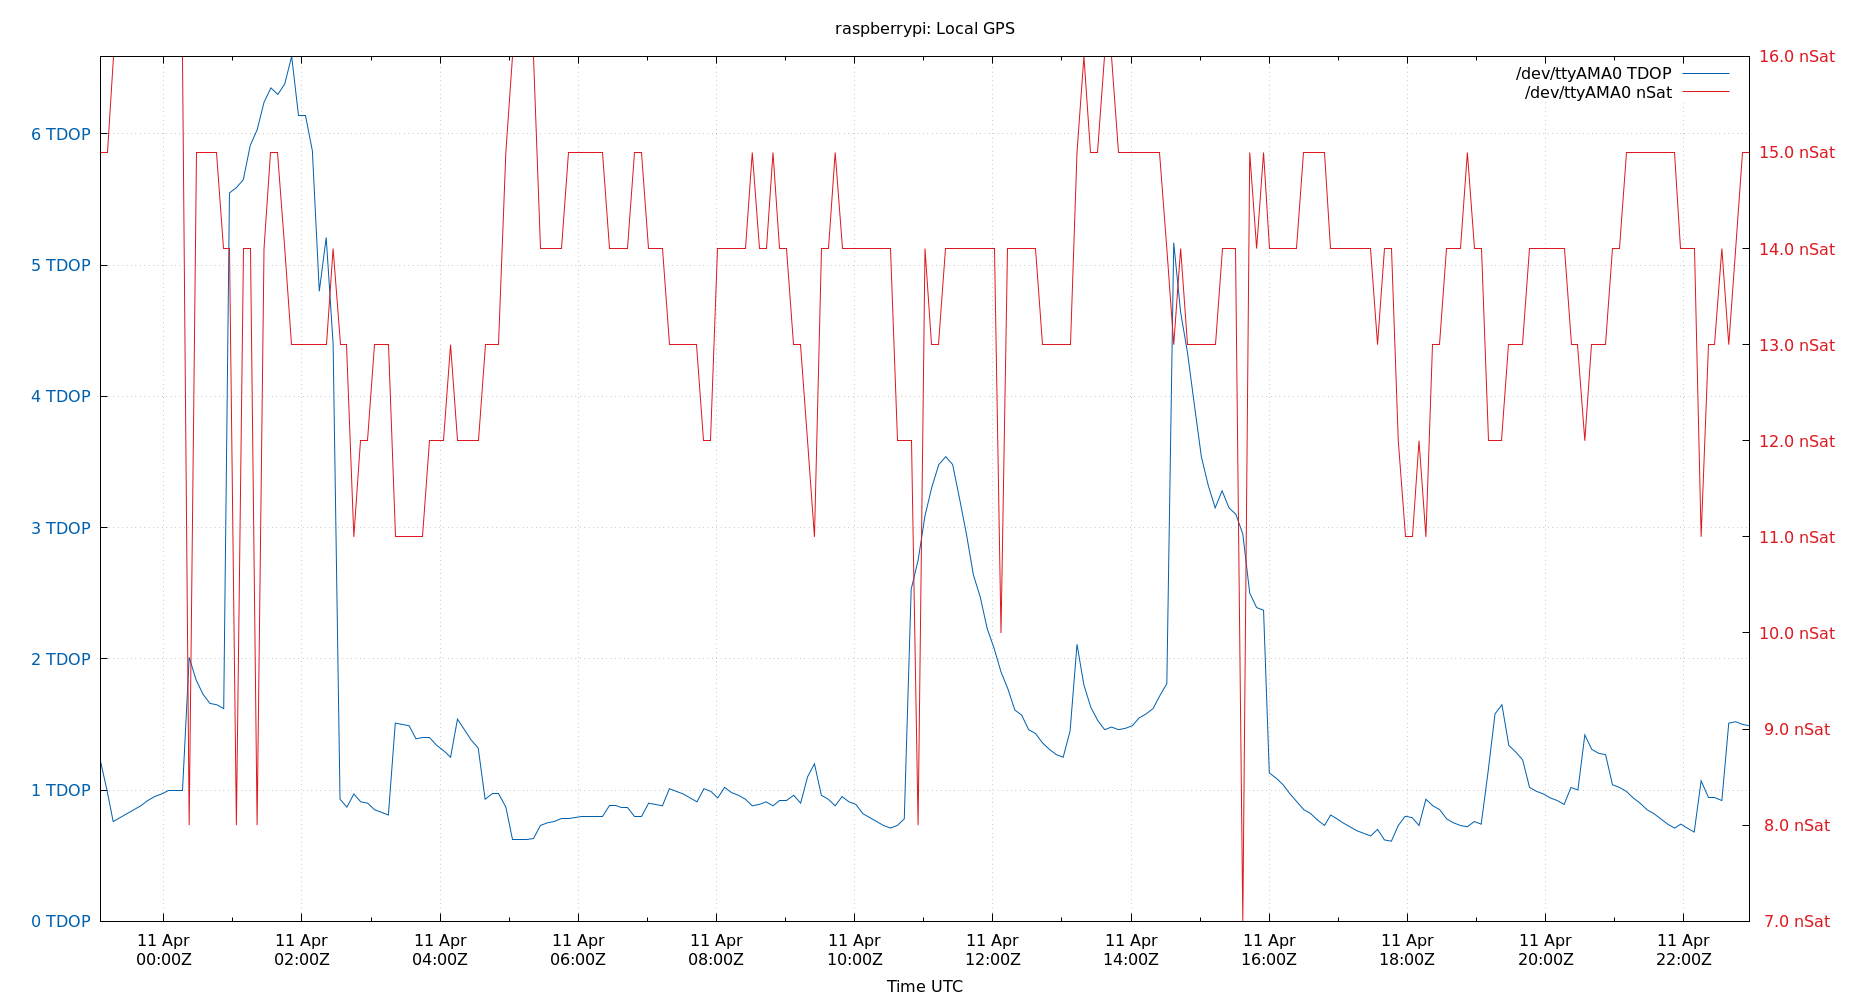 raspberrypi: Local GPS
/dev/ttyAMA0 TDOP
/dev/ttyAMA0 nSat
6 TDOP
5 TDOP
4 TDOP
3 TDOP
2 TDOP
1 TDOP
0 TDOP
16.0 nSat
15.0 nSat
14.0 nSat
13.0 nSat
12.0 nSat
11.0 nSat
10.0 nSat
9.0 nSat
8.0 nSat
7.0 nSat
11 Apr
00:00Z
11 Apr
02:00Z
11 Apr
04:00Z
11 Apr
06:00Z
11 Apr
08:00Z
11 Apr
10:00Z
11 Apr
12:00Z
11 Apr
14:00Z
11 Apr
16:00Z
11 Apr
18:00Z
11 Apr
20:00Z
11 Apr
22:00Z
Time UTC